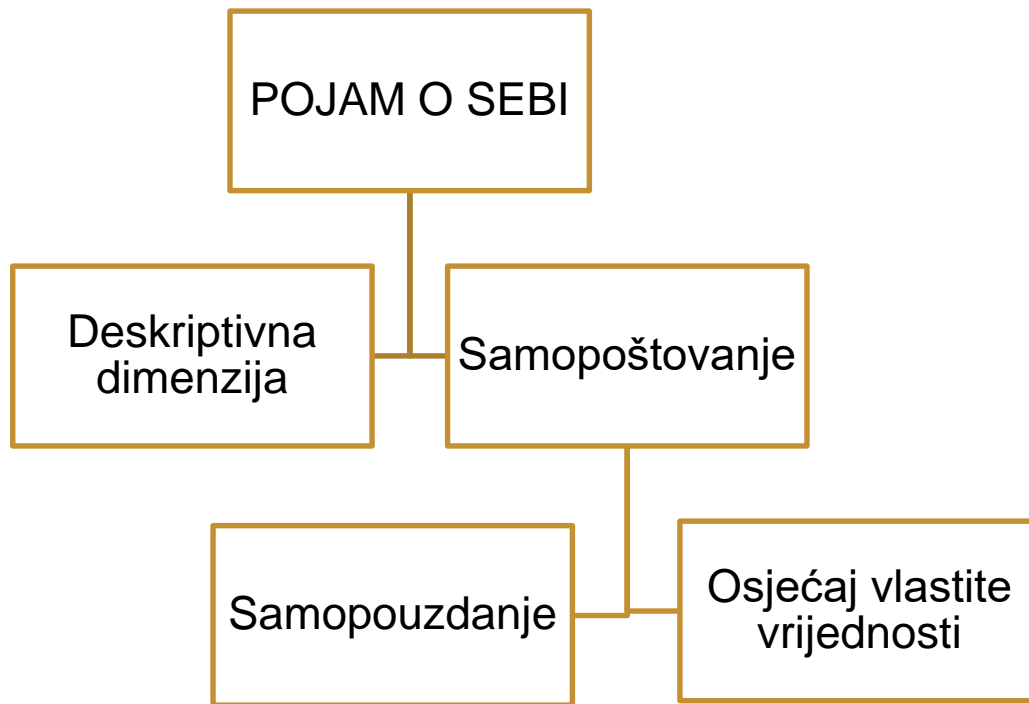 POJAM O SEBI
Deskriptivna
dimenzija
Samopoštovanje
Samopouzdanje
Osjećaj vlastite
vrijednosti